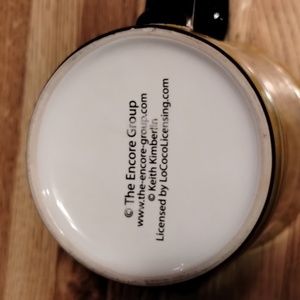 © The Encore Group
www.the-encore-group.com
© Keith Kimberlin
Licensed by LoCocoLicensing.com